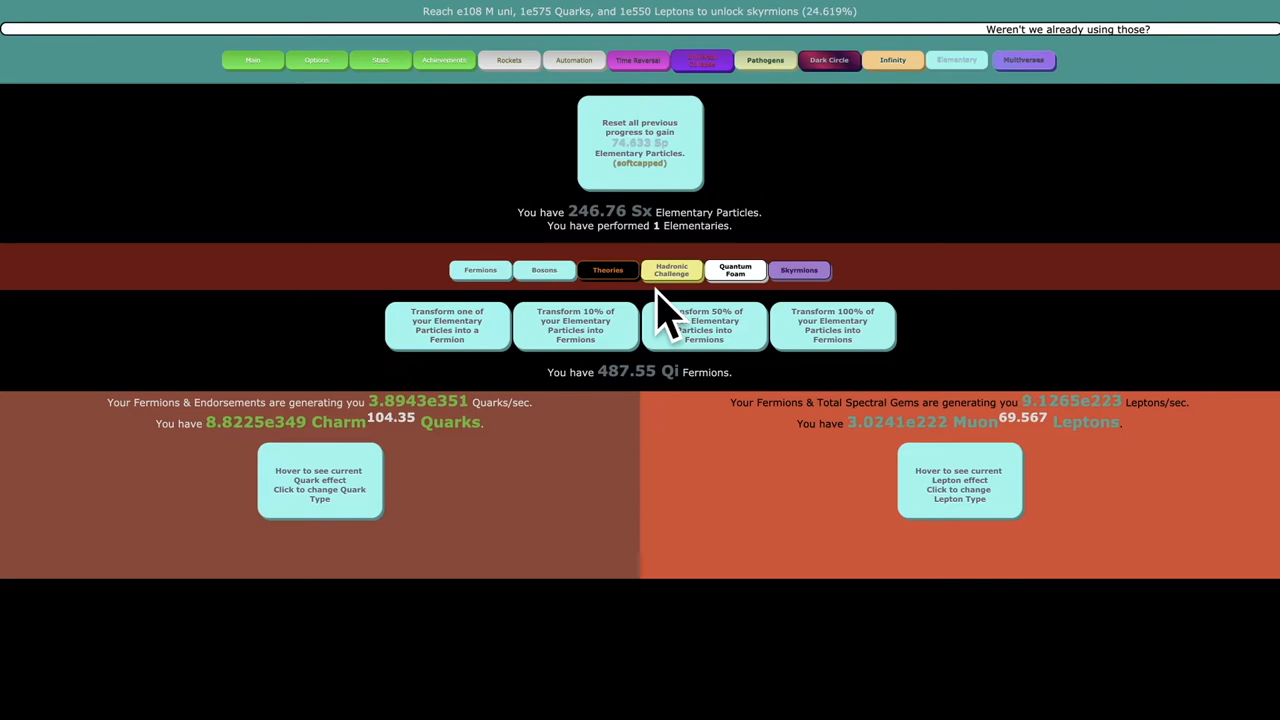 Reach e108 M uni, 1e575 Quarks, and 1e550 Leptons to unlock skyrmions (24.619%)
Weren't we already using those?
Main
Options
Stats
Achievements
Rockets
Automation
Time Reversal
Pathogens
Dark Circle
Infinity
Elementary
Multiverse
Reset all previous
progress to gain
74.633 Sp
Elementary Particles.
(softcapped)
You have 246.76 Sx Elementary Particles.
You have performed 1 Elementaries.
Fermions
Bosons
Theories
Hadronic
Challenge
Quantum
Foam
Skyrmions
Transform one of
your Elementary
Particles into a
Fermion
Transform 10% of
your Elementary
Particles into
Fermions
50% of
Elementary
into
Fermions
Transform 100% of
your Elementary
Particles into
Fermions
You have 487.55 Qi Fermions.
Your Fermions & Endorsements are generating you 3.8943e351 Quarks/sec.
You have 8.8225e349 Charm104.35 Quarks.
Hover to see current
Quark effect
Click to change Quark
Type
Your Fermions & Total Spectral Gems are generating you 9.1265e223 Leptons/sec.
You have 3.0241e222 Muon69.567 Leptons.
Hover to see current
Lepton effect
Click to change
Lepton Type